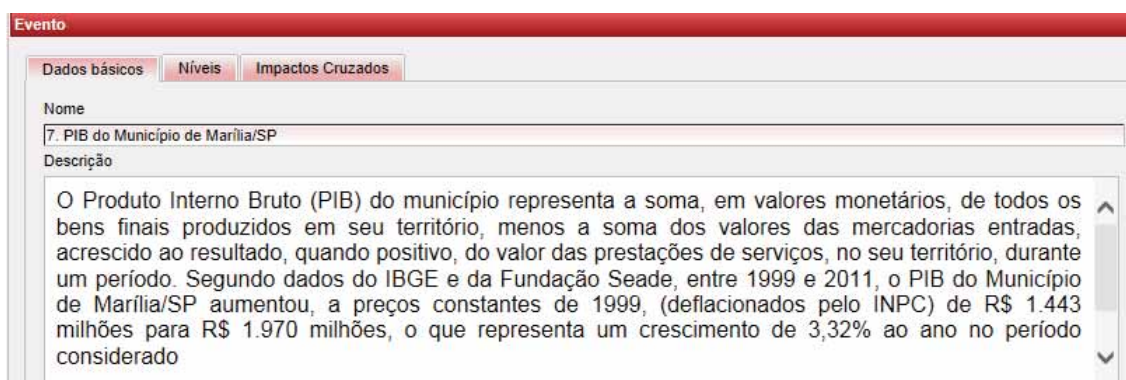 Evento
Dados básicos Níveis Impactos Cruzados
Nome
7. PIB do Município de Marília/SP
Descrição
O Produto Interno Bruto (PIB) do município representa a soma, em valores monetários, de todos os
bens finais produzidos em seu território, menos a soma dos valores das mercadorias entradas,
acrescido ao resultado, quando positivo, do valor das prestações de serviços, no seu território, durante
um período. Segundo dados do IBGE e da Fundação Seade, entre 1999 e 2011, o PIB do Município
de Marília/SP aumentou, a preços constantes de 1999, (deflacionados pelo INPC) de R$ 1.443
milhões para R$ 1.970 milhões, o que representa um crescimento de 3,32% ao ano no período
considerado